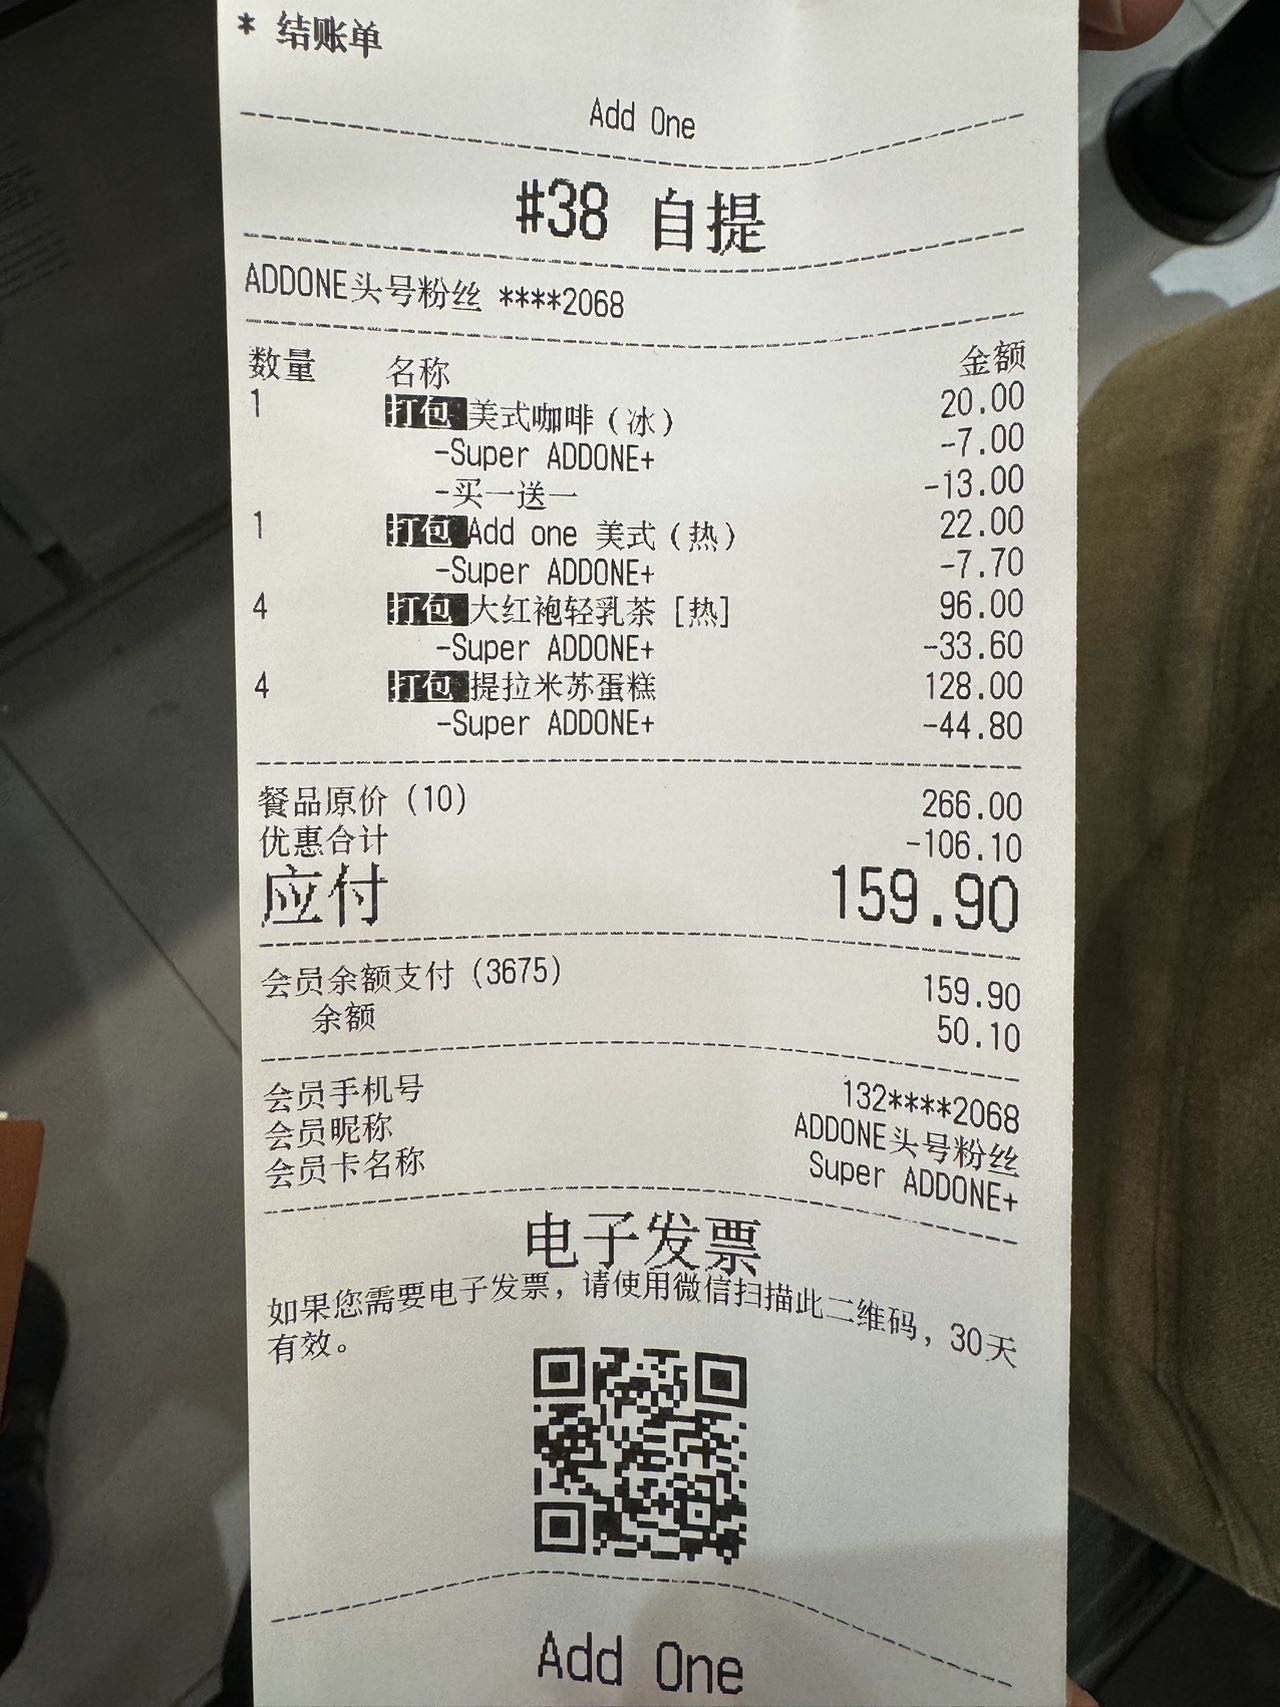 * 结账单
Add One
#38 自提
ADDONE头号粉丝 ****2068
数量 名称 金额
1 打包 美式咖啡（冰） 20.00
-Super ADDONE+ -7.00
-买一送一 -13.00
1 打包 Add one 美式（热） 22.00
-Super ADDONE+ -7.70
4 打包 大红袍轻乳茶 [热] 96.00
-Super ADDONE+ -33.60
4 打包 提拉米苏蛋糕 128.00
-Super ADDONE+ -44.80
餐品原价 (10) 266.00
优惠合计 -106.10
应付 159.90
会员余额支付 (3675) 159.90
余额 50.10
会员手机号 132****2068
会员昵称 ADDONE头号粉丝
会员卡名称 Super ADDONE+
电子发票
如果您需要电子发票，请使用微信扫描此二维码，30天
有效。
Add One